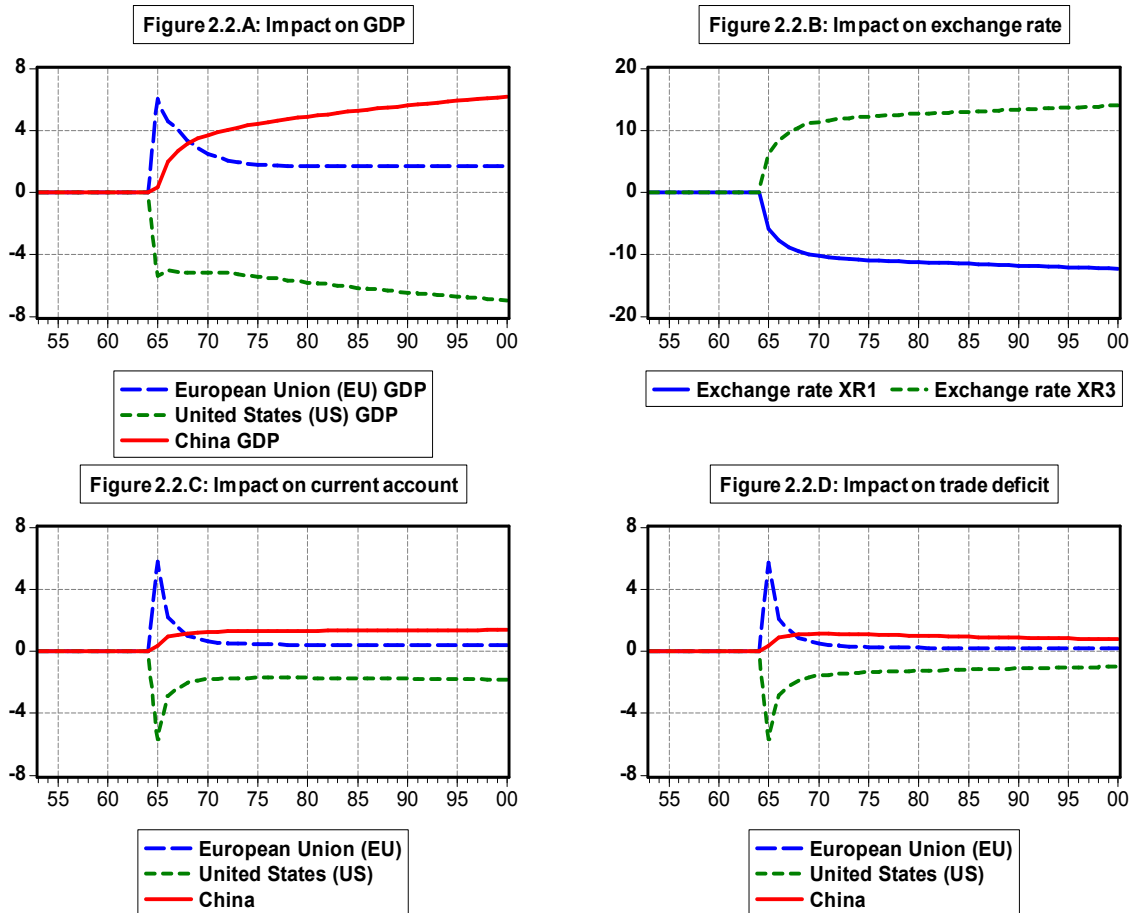 Figure 2.2.A: Impact on GDP
8
4
0
-4
-8
55 60 65 70 75 80 85 90 95 00
European Union (EU) GDP
United States (US) GDP
China GDP
Figure 2.2.B: Impact on exchange rate
20
10
0
-10
-20
55 60 65 70 75 80 85 90 95 00
Exchange rate XR1 Exchange rate XR3
Figure 2.2.C: Impact on current account
8
4
0
-4
-8
55 60 65 70 75 80 85 90 95 00
European Union (EU)
United States (US)
China
Figure 2.2.D: Impact on trade deficit
8
4
0
-4
-8
55 60 65 70 75 80 85 90 95 00
European Union (EU)
United States (US)
China